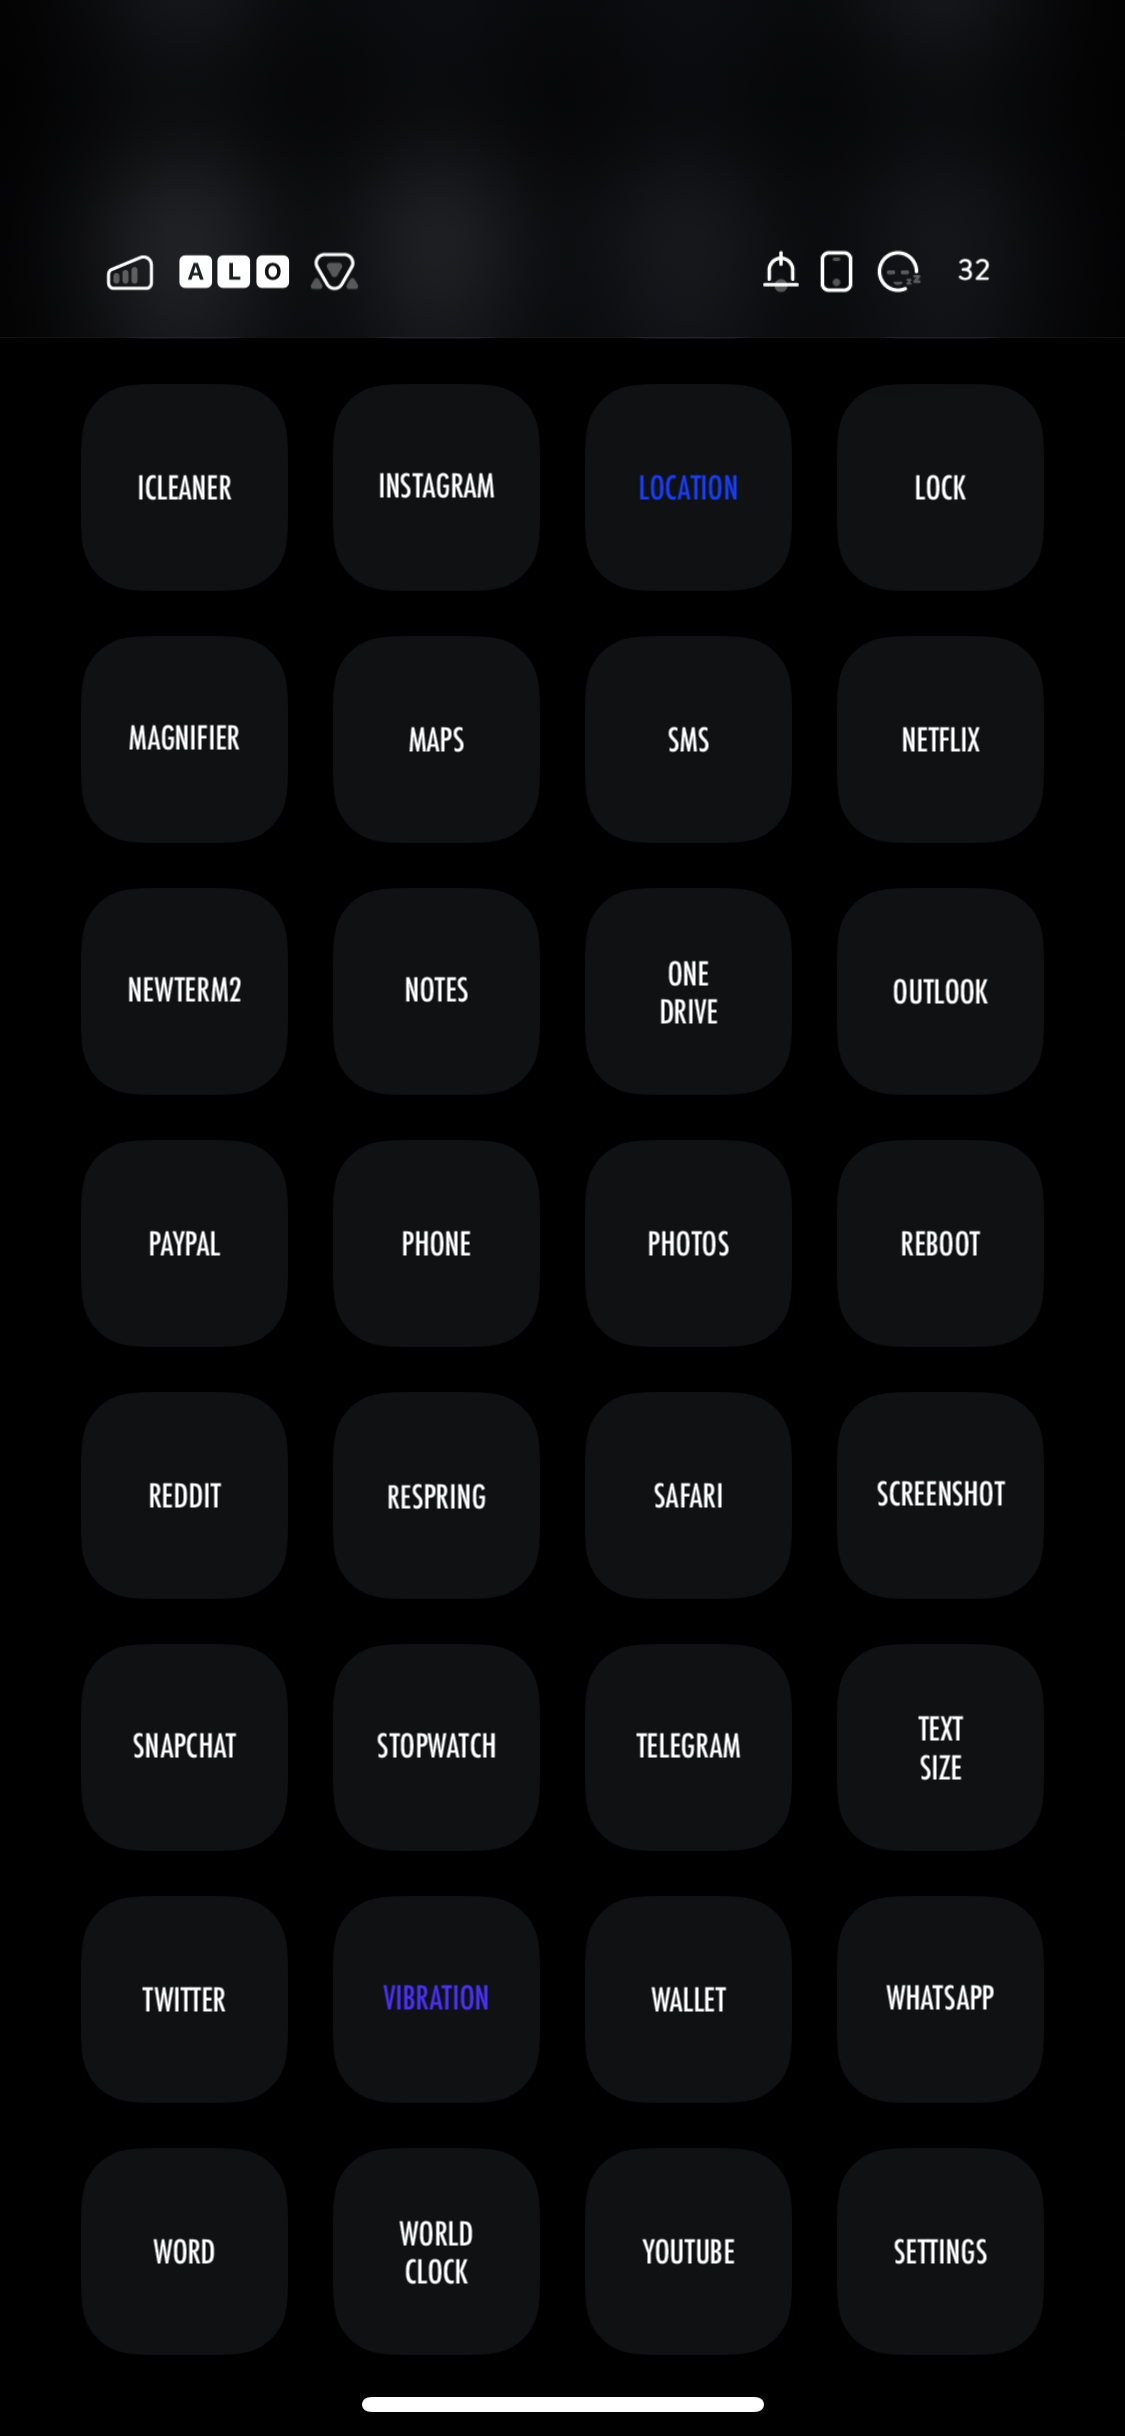 ALO 32
ICLEANER INSTAGRAM LOCATION LOCK
MAGNIFIER MAPS SMS NETFLIX
NEWTERM2 NOTES ONE DRIVE OUTLOOK
PAYPAL PHONE PHOTOS REBOOT
REDDIT RESPRING SAFARI SCREENSHOT
SNAPCHAT STOPWATCH TELEGRAM TEXT SIZE
TWITTER VIBRATION WALLET WHATSAPP
WORD WORLD CLOCK YOUTUBE SETTINGS